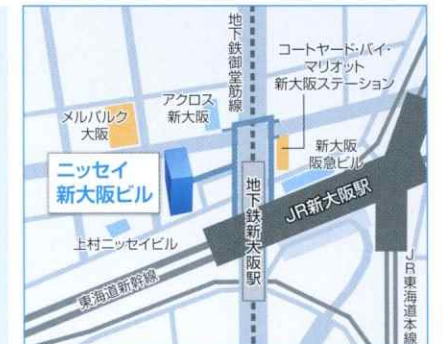 地下鉄御堂筋線
コートヤード・バイ・
マリオット
新大阪ステーション
アクロス
新大阪
メルパルク
大阪
新大阪
阪急ビル
ニッセイ
新大阪ビル
地下鉄新大阪駅
JR新大阪駅
上村ニッセイビル
東海道新幹線
JR東海道本線